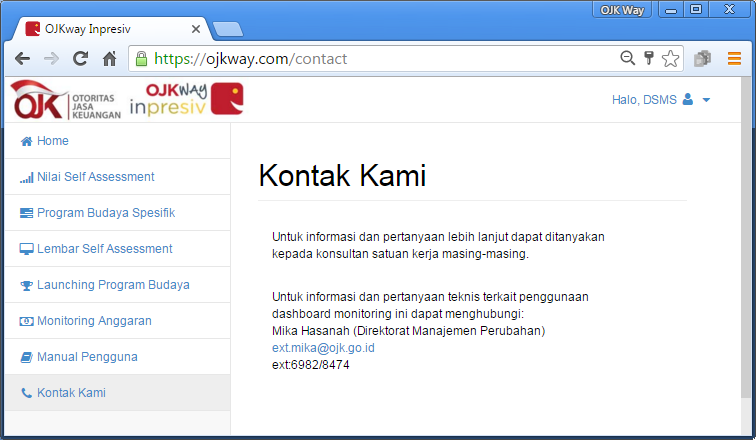 OJK Way
OJKway Inpresiv
https://ojkway.com/contact
OJK
OTORITAS
JASA
KEUANGAN
OJKWAY
inpresiv
Halo, DSMS
Home
Nilai Self Assessment
Program Budaya Spesifik
Lembar Self Assessment
Launching Program Budaya
Monitoring Anggaran
Manual Pengguna
Kontak Kami
Kontak Kami
Untuk informasi dan pertanyaan lebih lanjut dapat ditanyakan
kepada konsultan satuan kerja masing-masing.
Untuk informasi dan pertanyaan teknis terkait penggunaan
dashboard monitoring ini dapat menghubungi:
Mika Hasanah (Direktorat Manajemen Perubahan)
ext.mika@ojk.go.id
ext:6982/8474